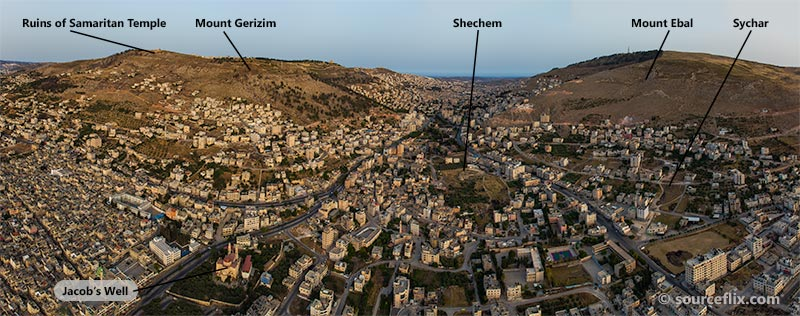 Ruins of Samaritan Temple
Mount Gerizim
Shechem
Mount Ebal
Sychar
Jacob's Well
© sourceflix.com